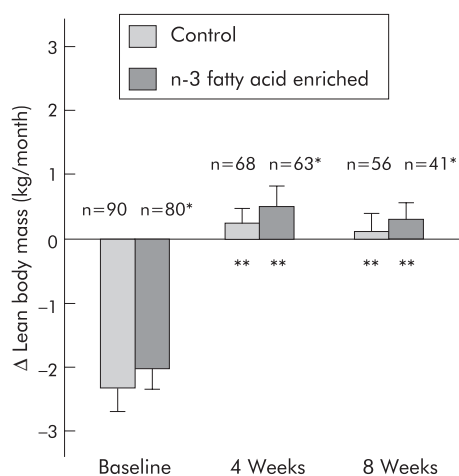 Control
n-3 fatty acid enriched
Δ Lean body mass (kg/month)
3
2
1
0
−1
−2
−3
n=90 n=80*
n=68 n=63*
n=56 n=41*
** **
** **
Baseline 4 Weeks 8 Weeks